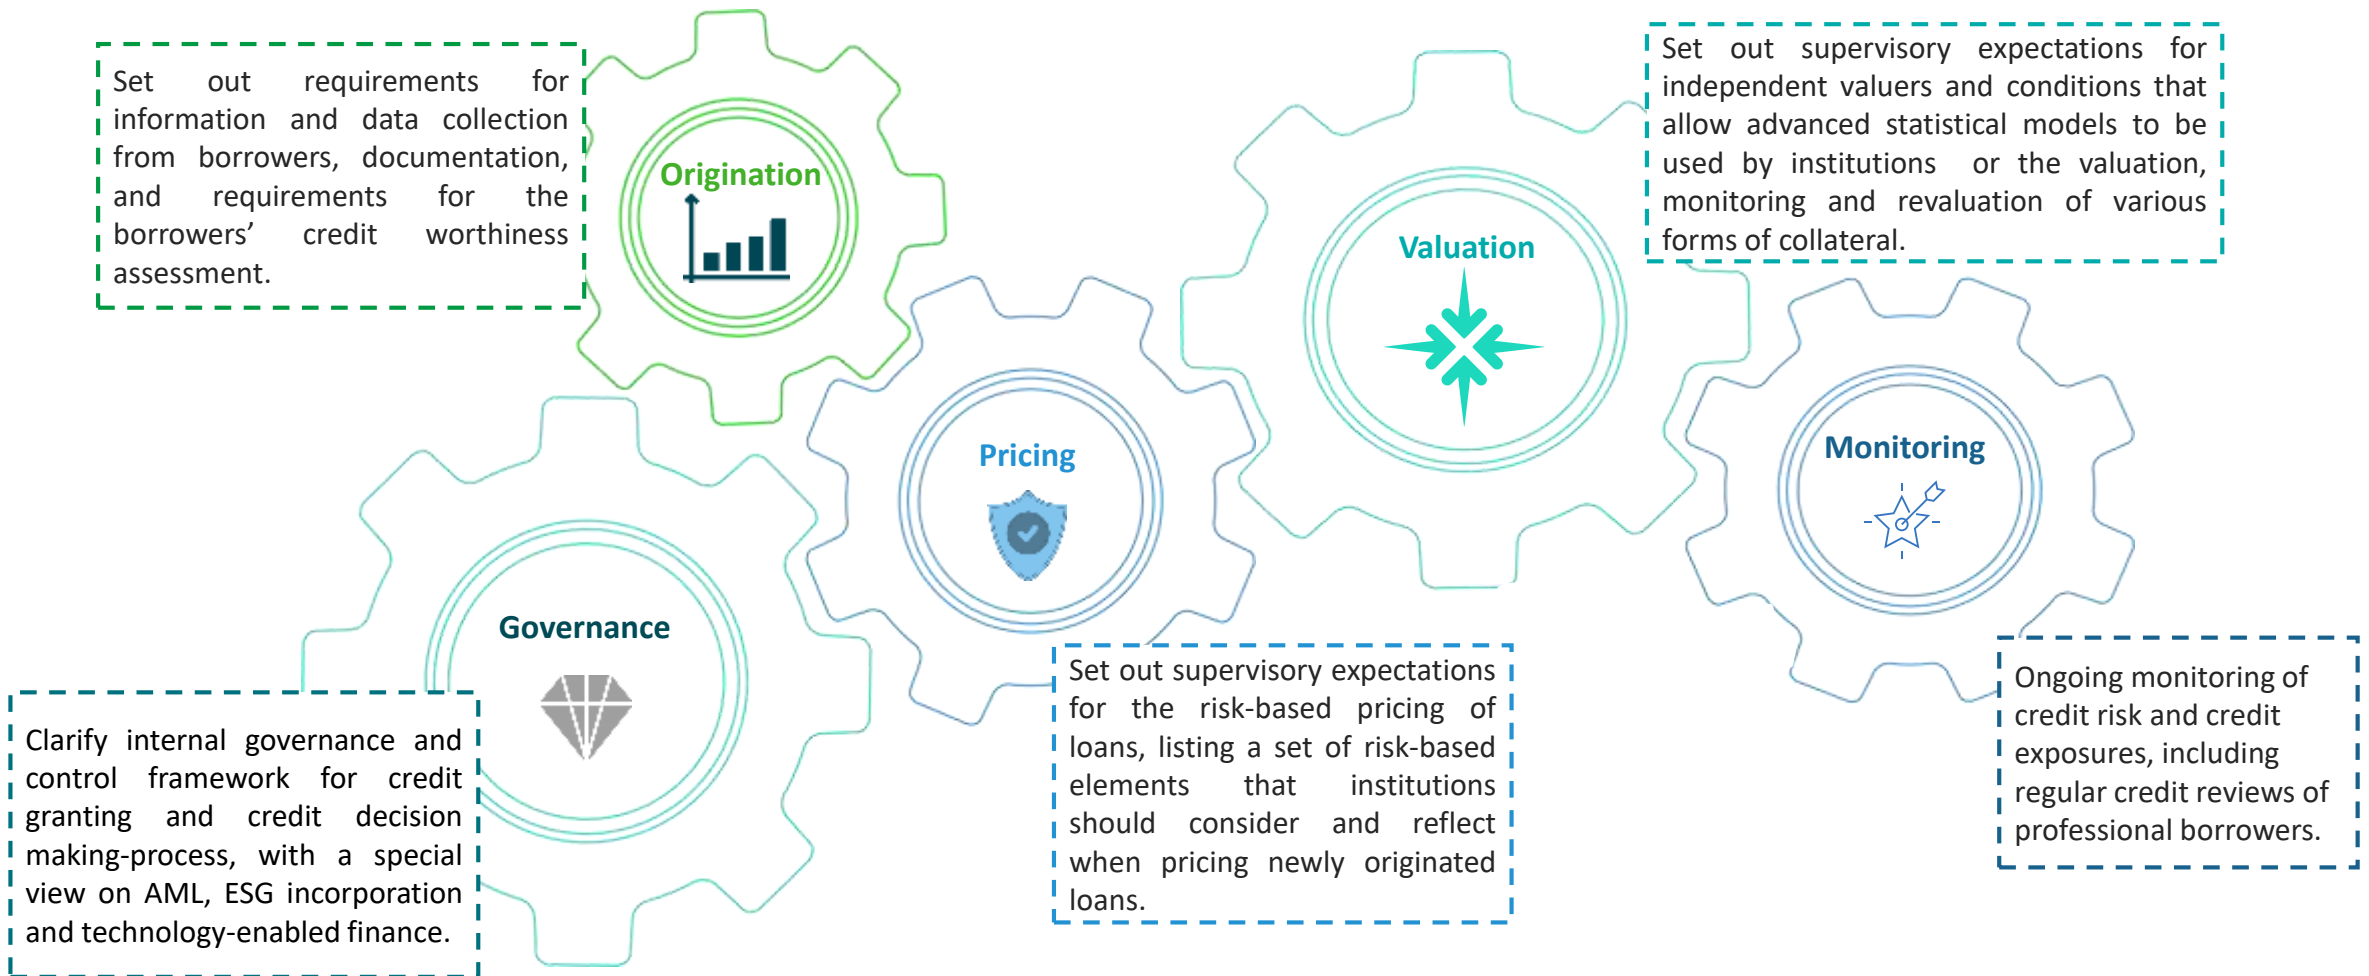 Set out requirements for
information and data collection
from borrowers, documentation,
and requirements for the
borrowers’ credit worthiness
assessment.
Origination
Set out supervisory expectations for
independent valuers and conditions that
allow advanced statistical models to be
used by institutions or the valuation,
monitoring and revaluation of various
forms of collateral.
Valuation
Pricing
Monitoring
Governance
Clarify internal governance and
control framework for credit
granting and credit decision
making-process, with a special
view on AML, ESG incorporation
and technology-enabled finance.
Set out supervisory expectations
for the risk-based pricing of
loans, listing a set of risk-based
elements that institutions
should consider and reflect
when pricing newly originated
loans.
Ongoing monitoring of
credit risk and credit
exposures, including
regular credit reviews of
professional borrowers.